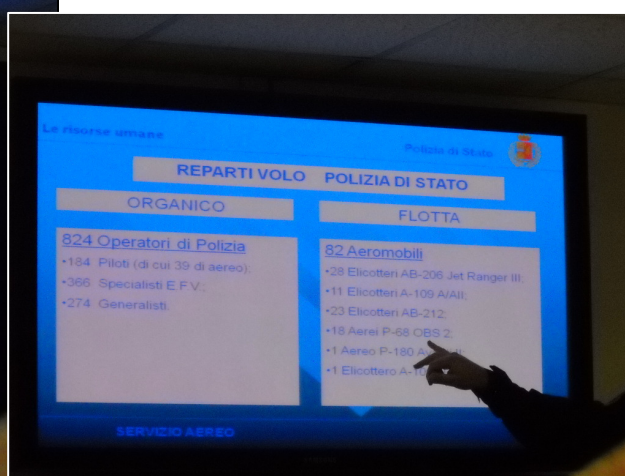 Le risorse umane
Polizia di Stato
REPARTI VOLO POLIZIA DI STATO
ORGANICO
824 Operatori di Polizia
•184 Piloti (di cui 39 di aereo);
•366 Specialisti E.F.V.;
•274 Generalisti.
FLOTTA
82 Aeromobili
•28 Elicotteri AB-206 Jet Ranger III;
•11 Elicotteri A-109 A/AII;
•23 Elicotteri AB-212;
•18 Aerei P-68 OBS 2;
•1 Aereo P-180
•1 Elicottero
SERVIZIO AEREO